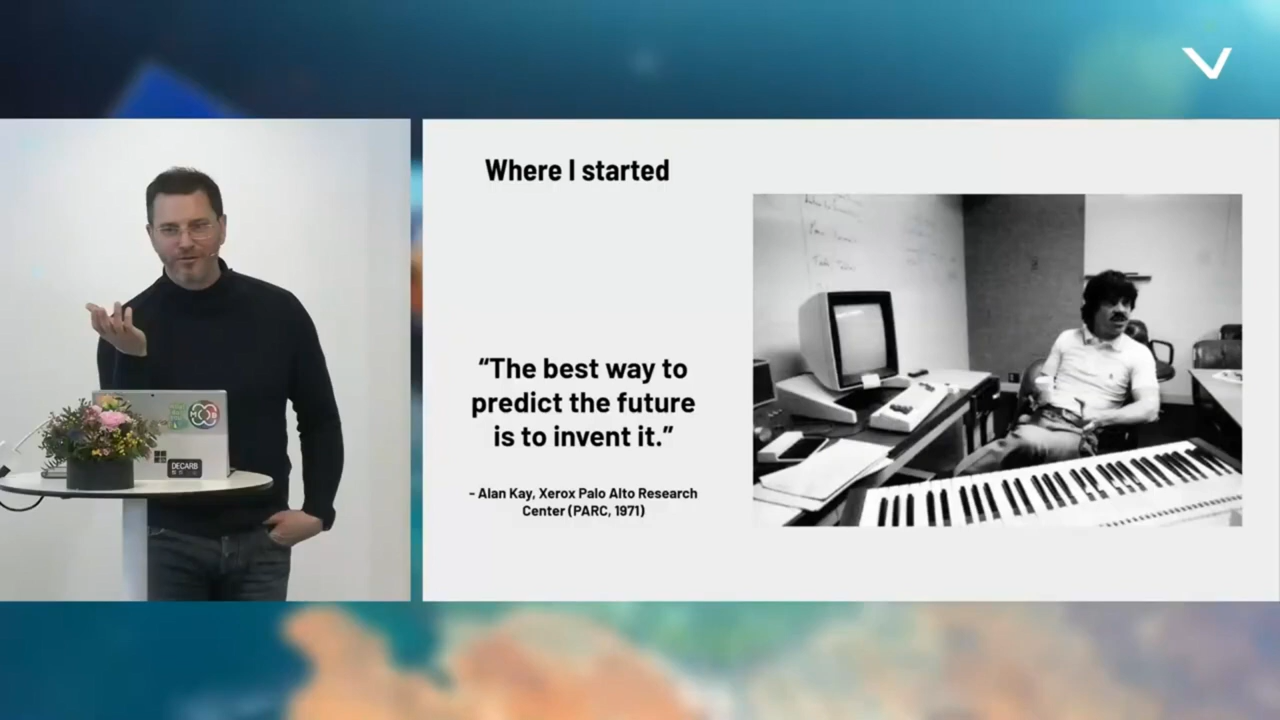 Where I started
“The best way to
predict the future
is to invent it.”
- Alan Kay, Xerox Palo Alto Research
Center (PARC, 1971)
DECARB